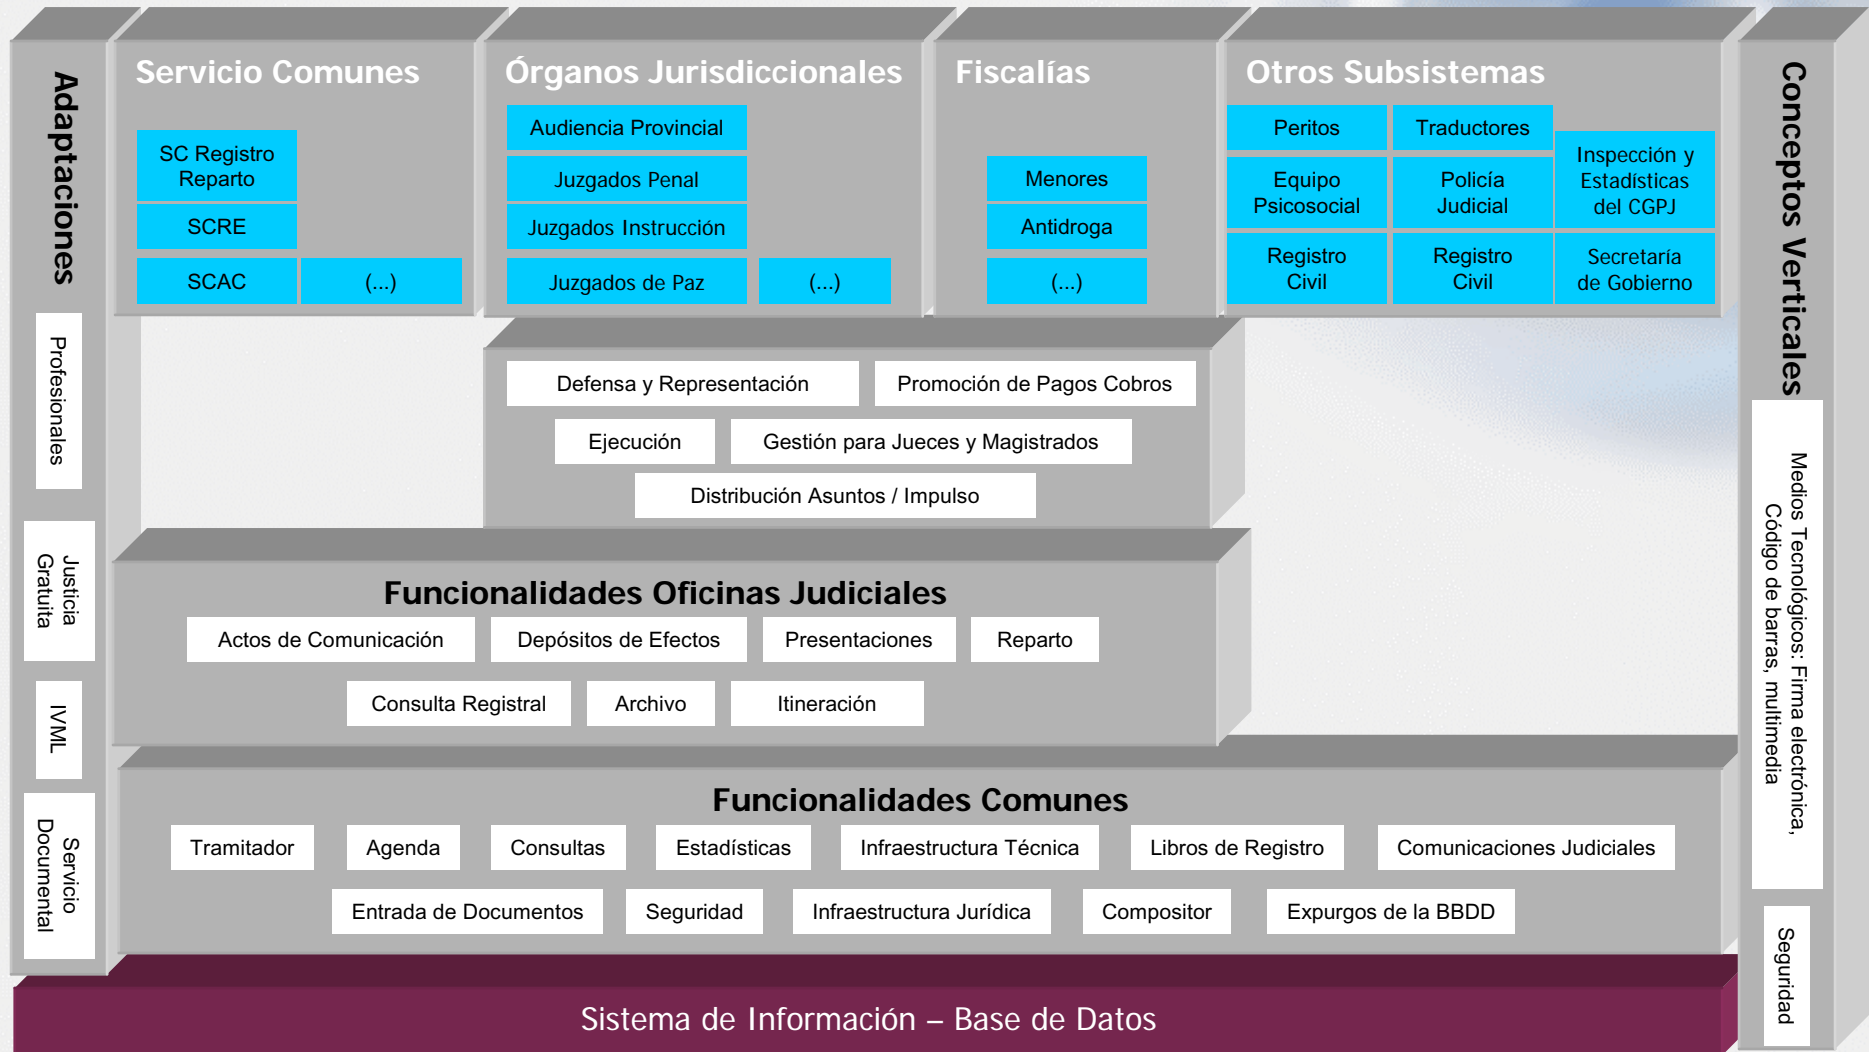 Adaptaciones
Profesionales
Justicia
Gratuita
IVML
Servicio
Documental
Servicio Comunes
SC Registro
Reparto
SCRE
SCAC
(...)
Órganos Jurisdiccionales
Audiencia Provincial
Juzgados Penal
Juzgados Instrucción
Juzgados de Paz
(...)
Fiscalías
Menores
Antidroga
(...)
Otros Subsistemas
Peritos
Traductores
Inspección y
Estadísticas
del CGPJ
Equipo
Psicosocial
Policía
Judicial
Registro
Civil
Registro
Civil
Secretaría
de Gobierno
Defensa y Representación
Promoción de Pagos Cobros
Ejecución
Gestión para Jueces y Magistrados
Distribución Asuntos / Impulso
Funcionalidades Oficinas Judiciales
Actos de Comunicación
Depósitos de Efectos
Presentaciones
Reparto
Consulta Registral
Archivo
Itineración
Funcionalidades Comunes
Tramitador
Agenda
Consultas
Estadísticas
Infraestructura Técnica
Libros de Registro
Comunicaciones Judiciales
Entrada de Documentos
Seguridad
Infraestructura Jurídica
Compositor
Expurgos de la BBDD
Sistema de Información – Base de Datos
Conceptos Verticales
Medios Tecnológicos: Firma electrónica,
Código de barras, multimedia
Seguridad